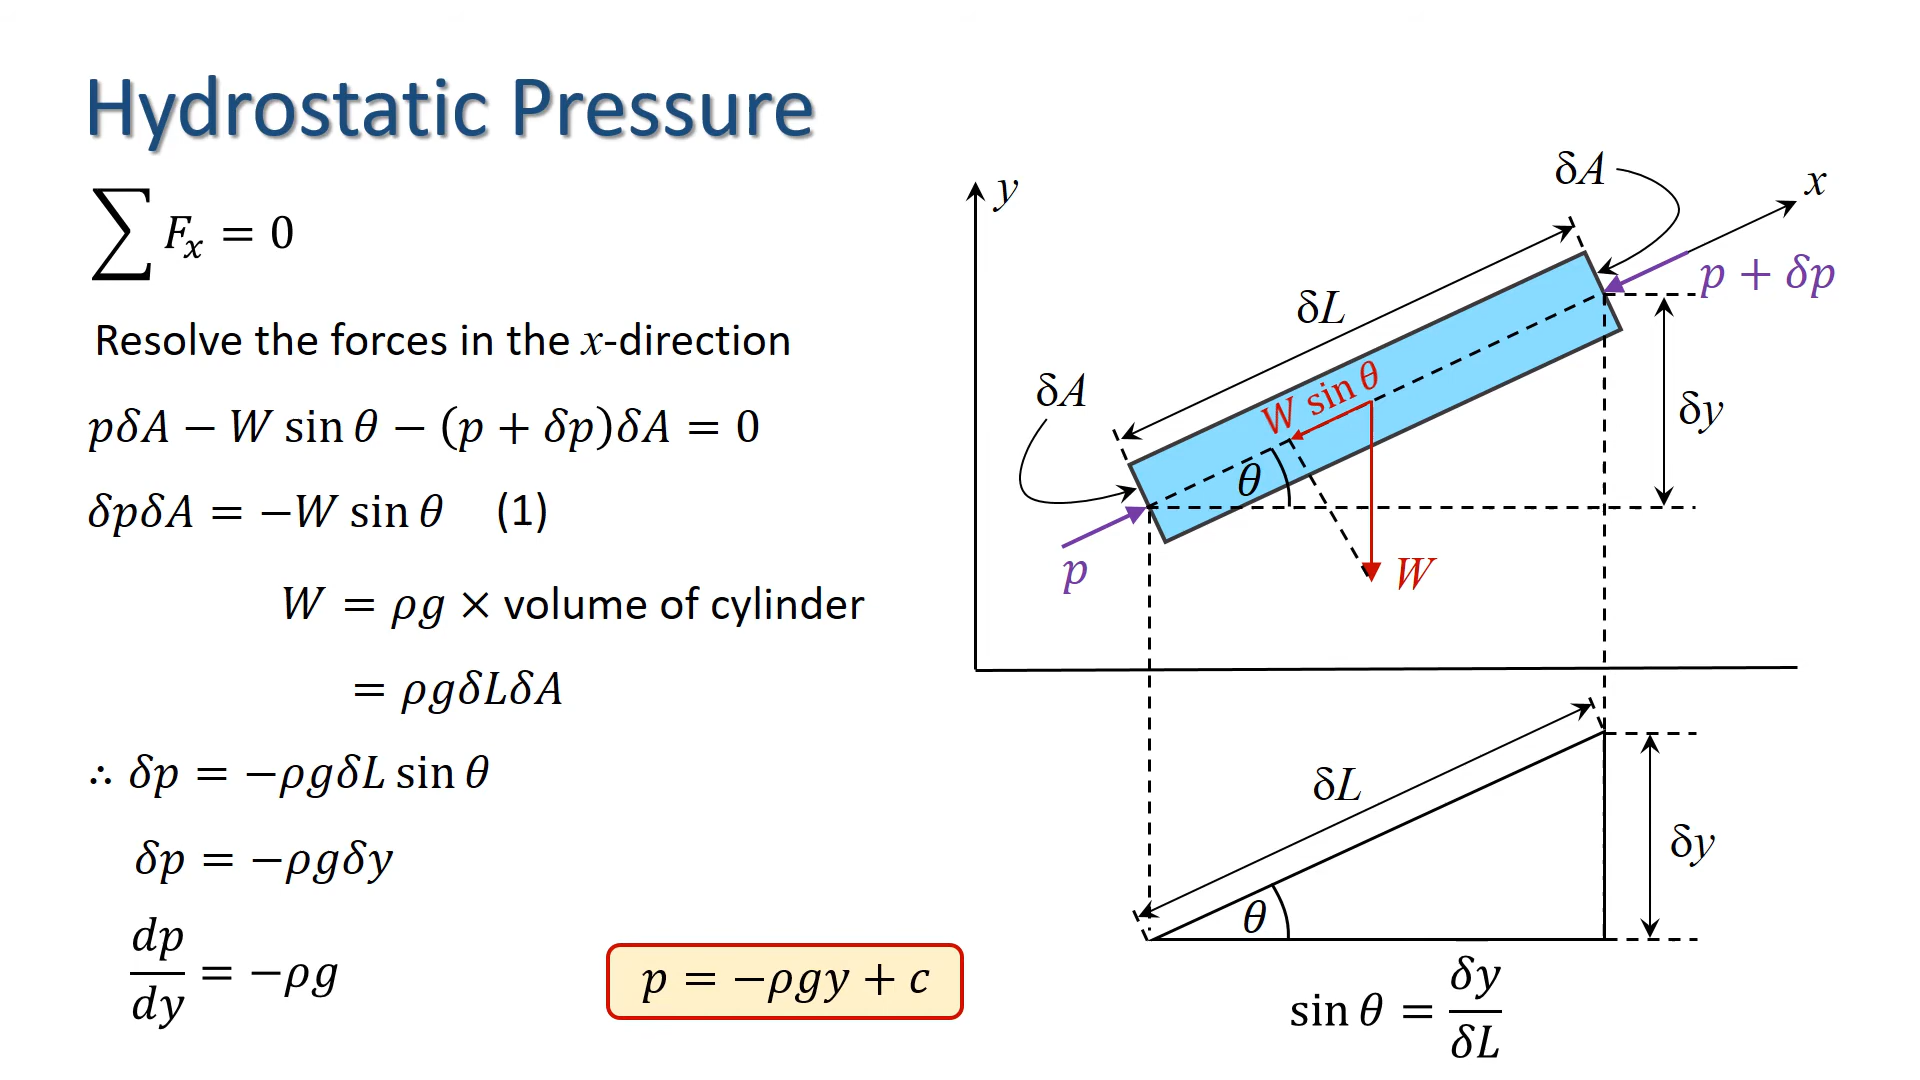 Hydrostatic Pressure
∑ Fₓ = 0
Resolve the forces in the x-direction
pδA − W sin θ − (p + δp)δA = 0
δpδA = −W sin θ (1)
W = ρg × volume of cylinder
= ρgδLδA
∴ δp = −ρgδL sin θ
δp = −ρgδy
dp/dy = −ρg
p = −ρgy + c
y
δA
x
p + δp
δL
δA
W sin θ
δy
θ
p
W
δL
δy
θ
sin θ = δy/δL